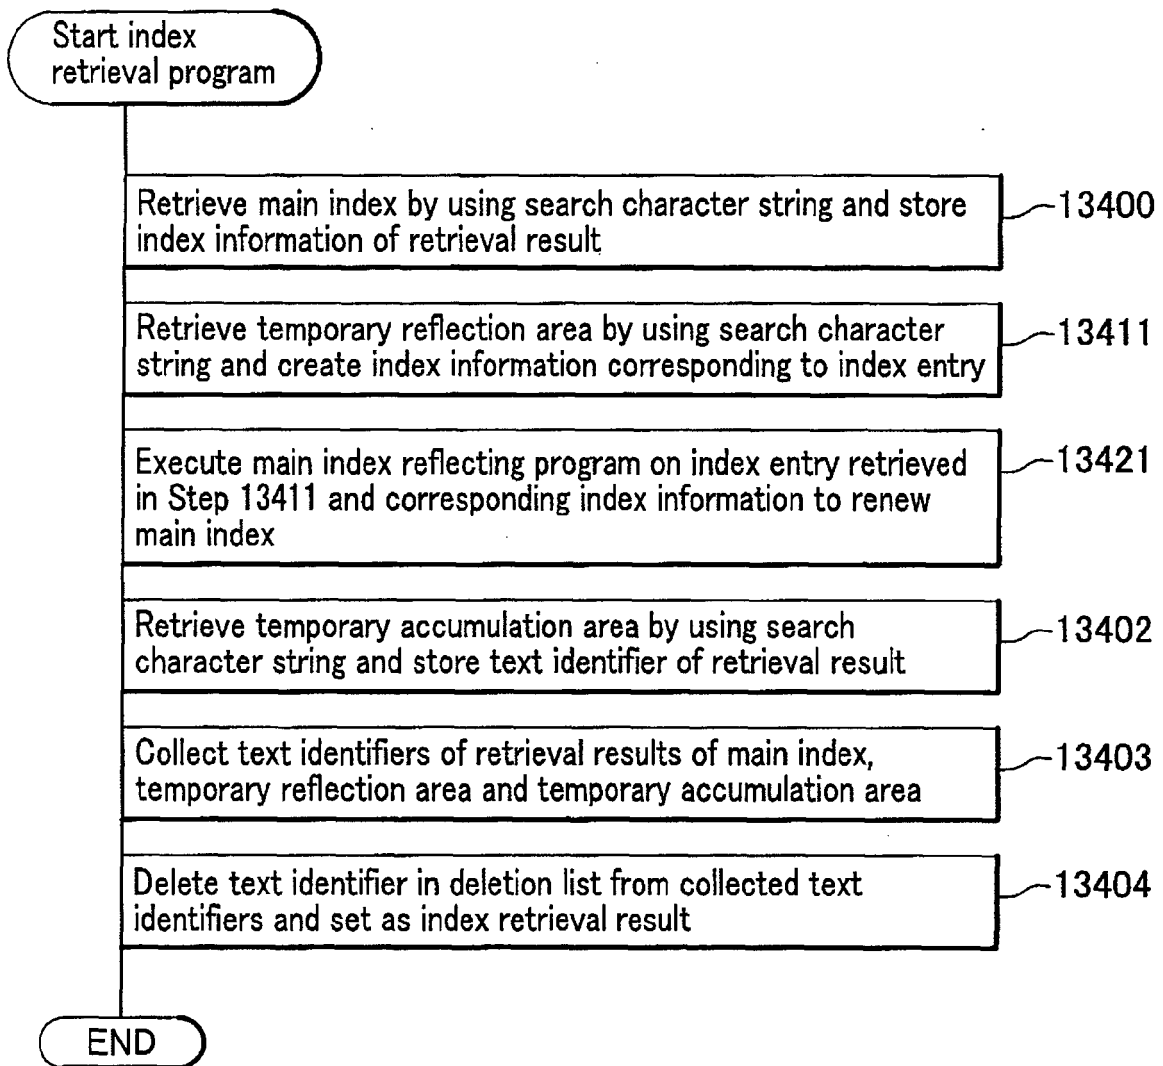 Start index
retrieval program
Retrieve main index by using search character string and store
index information of retrieval result
13400
Retrieve temporary reflection area by using search character
string and create index information corresponding to index entry
13411
Execute main index reflecting program on index entry retrieved
in Step 13411 and corresponding index information to renew
main index
13421
Retrieve temporary accumulation area by using search
character string and store text identifier of retrieval result
13402
Collect text identifiers of retrieval results of main index,
temporary reflection area and temporary accumulation area
13403
Delete text identifier in deletion list from collected text
identifiers and set as index retrieval result
13404
END